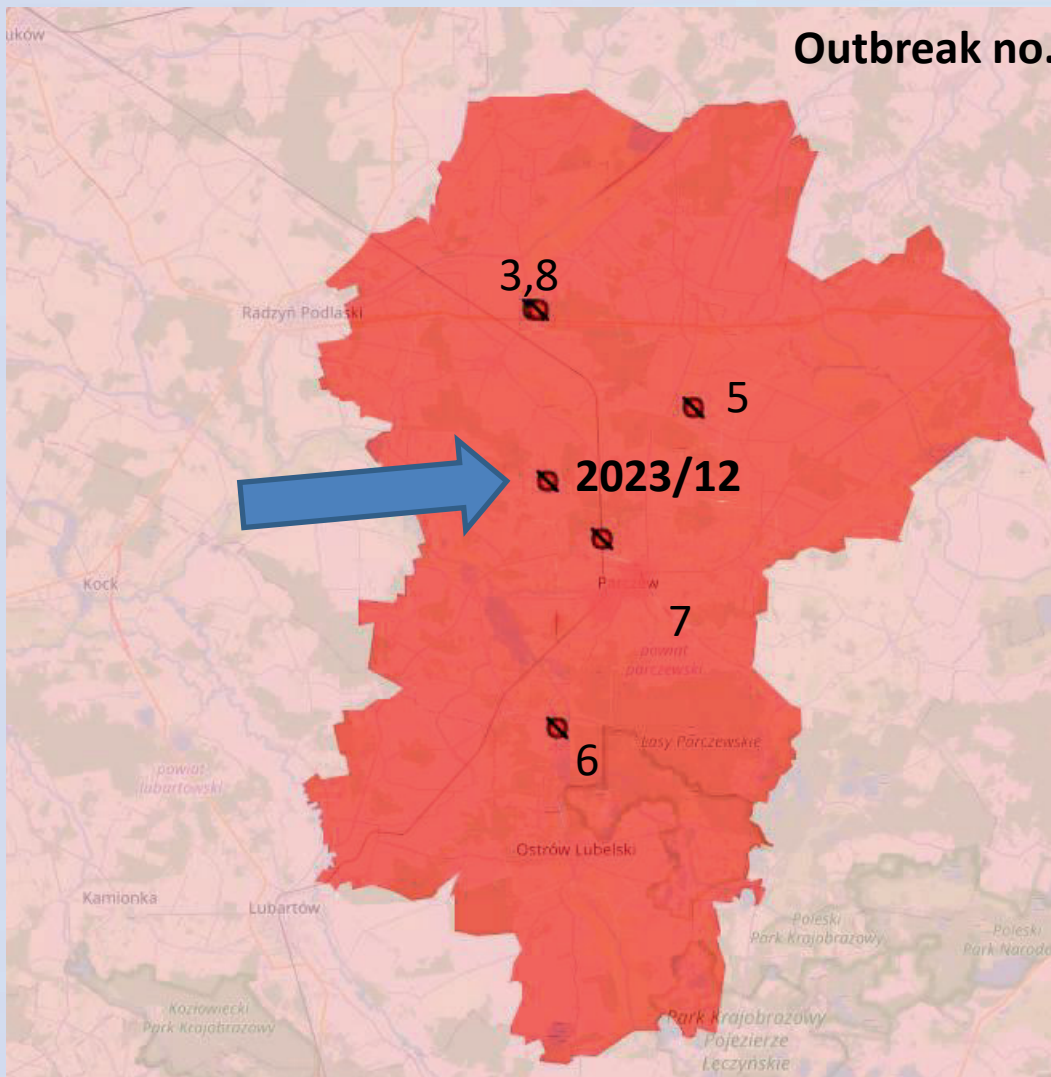 uków
Outbreak no.
3,8
Radzyń Podlaski
5
2023/12
Kock
Parczew
7
powiat
parczewski
Lasy Parczewskie
6
powiat
lubartowski
Ostrów Lubelski
Kamionka
Lubartów
Poleski
Park Krajobrazowy
Poleski
Park Narodo
Kozłowiecki
Park Krajobrazowy
Park Krajobrazowy
Pojezierze
Łęczyńskie